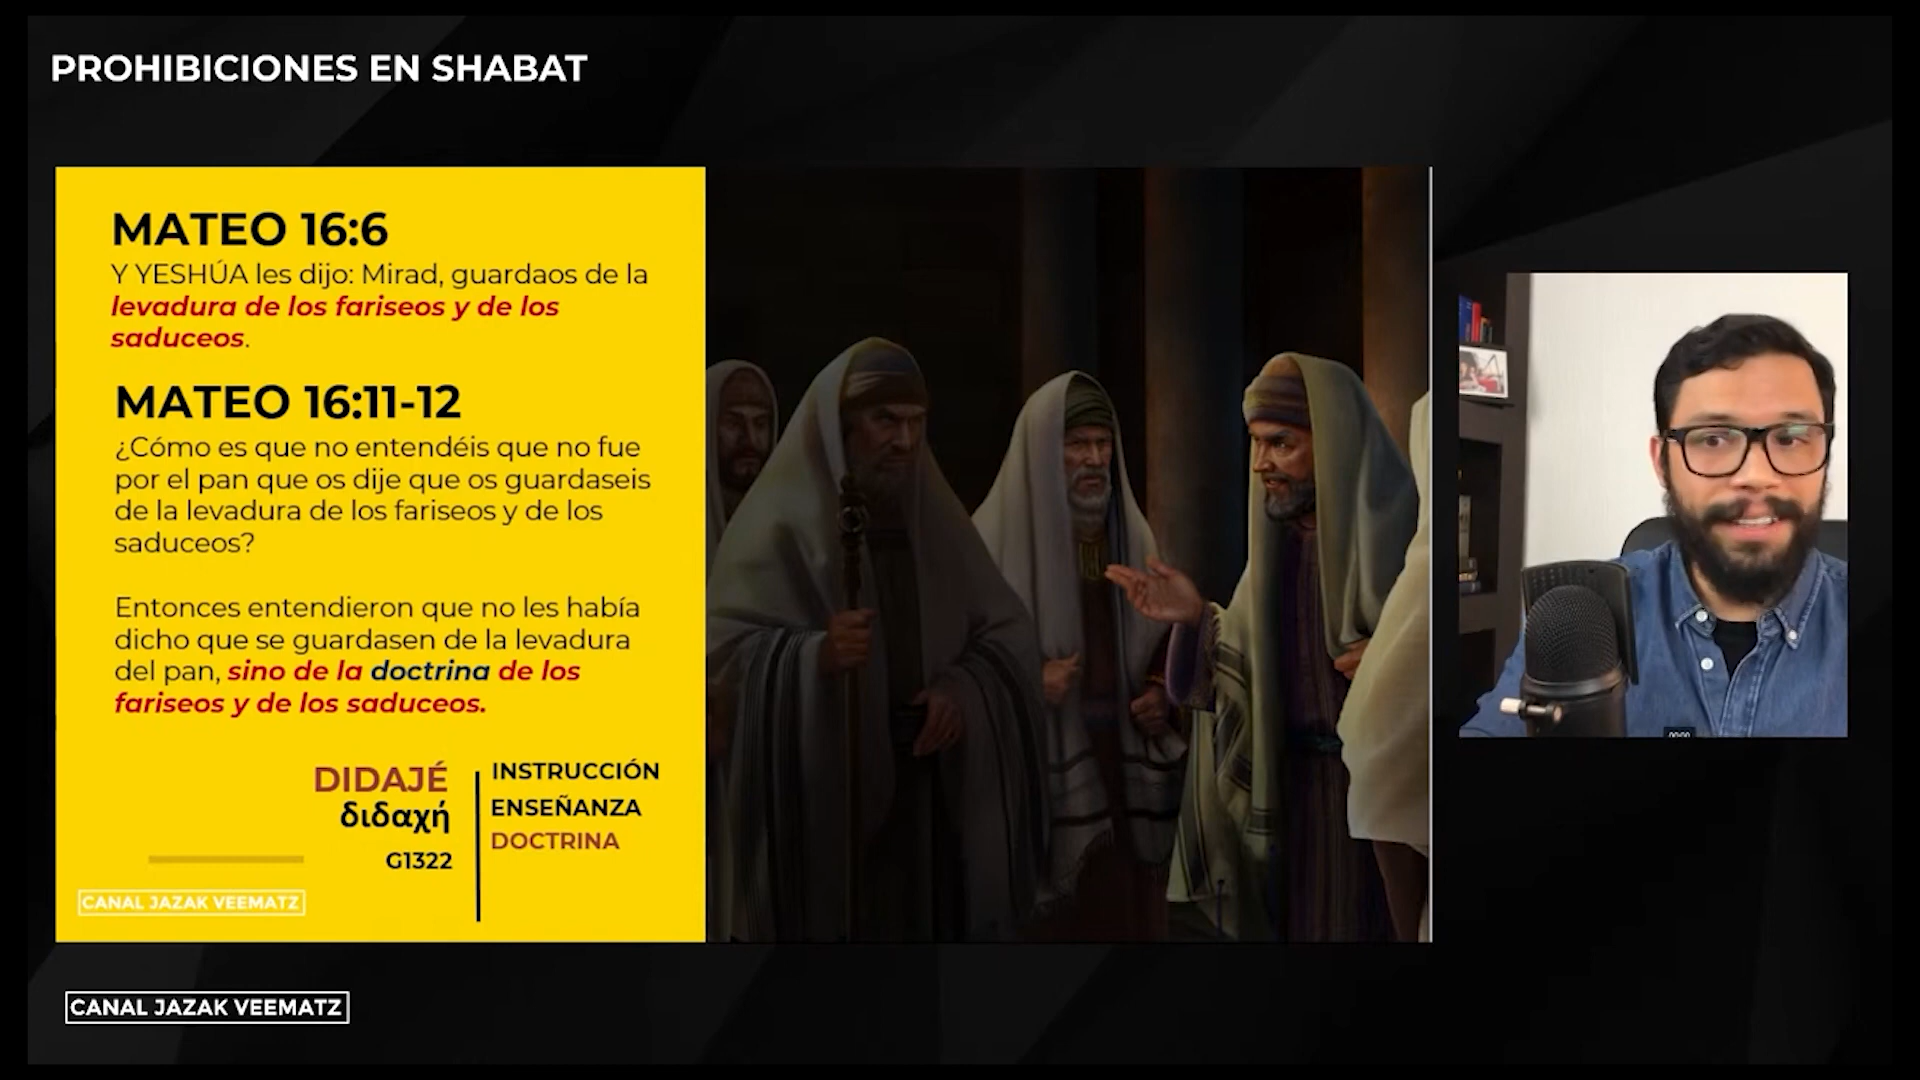 PROHIBICIONES EN SHABAT
MATEO 16:6
Y YESHÚA les dijo: Mirad, guardaos de la
levadura de los fariseos y de los
saduceos.
MATEO 16:11-12
¿Cómo es que no entendéis que no fue
por el pan que os dije que os guardaseis
de la levadura de los fariseos y de los
saduceos?
Entonces entendieron que no les había
dicho que se guardasen de la levadura
del pan, sino de la doctrina de los
fariseos y de los saduceos.
DIDAJÉ
διδαχή
G1322
INSTRUCCIÓN
ENSEÑANZA
DOCTRINA
CANAL JAZAK VEEMATZ
CANAL JAZAK VEEMATZ